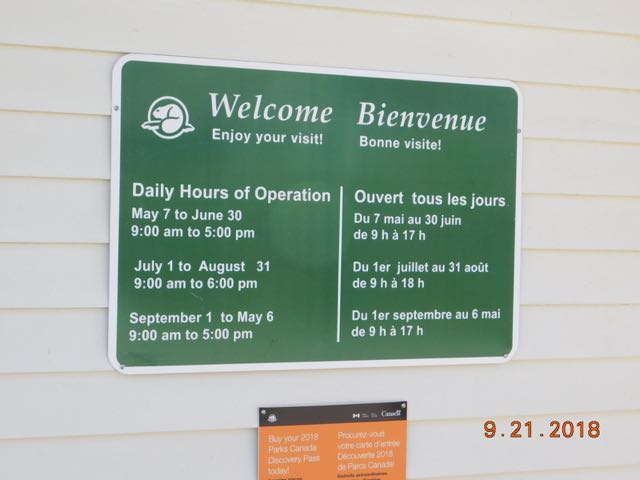 Welcome
Enjoy your visit!
Daily Hours of Operation
May 7 to June 30
9:00 am to 5:00 pm
July 1 to August 31
9:00 am to 6:00 pm
September 1 to May 6
9:00 am to 5:00 pm
Bienvenue
Bonne visite!
Ouvert tous les jours
Du 7 mai au 30 juin
de 9 h à 17 h
Du 1er juillet au 31 août
de 9 h à 18 h
Du 1er septembre au 6 mai
de 9 h à 17 h
Canada
Buy your 2018
Parks Canada
Discovery Pass
today!
Procurez-vous
votre carte d'entrée
Découverte 2018
de Parcs Canada!
9.21.2018